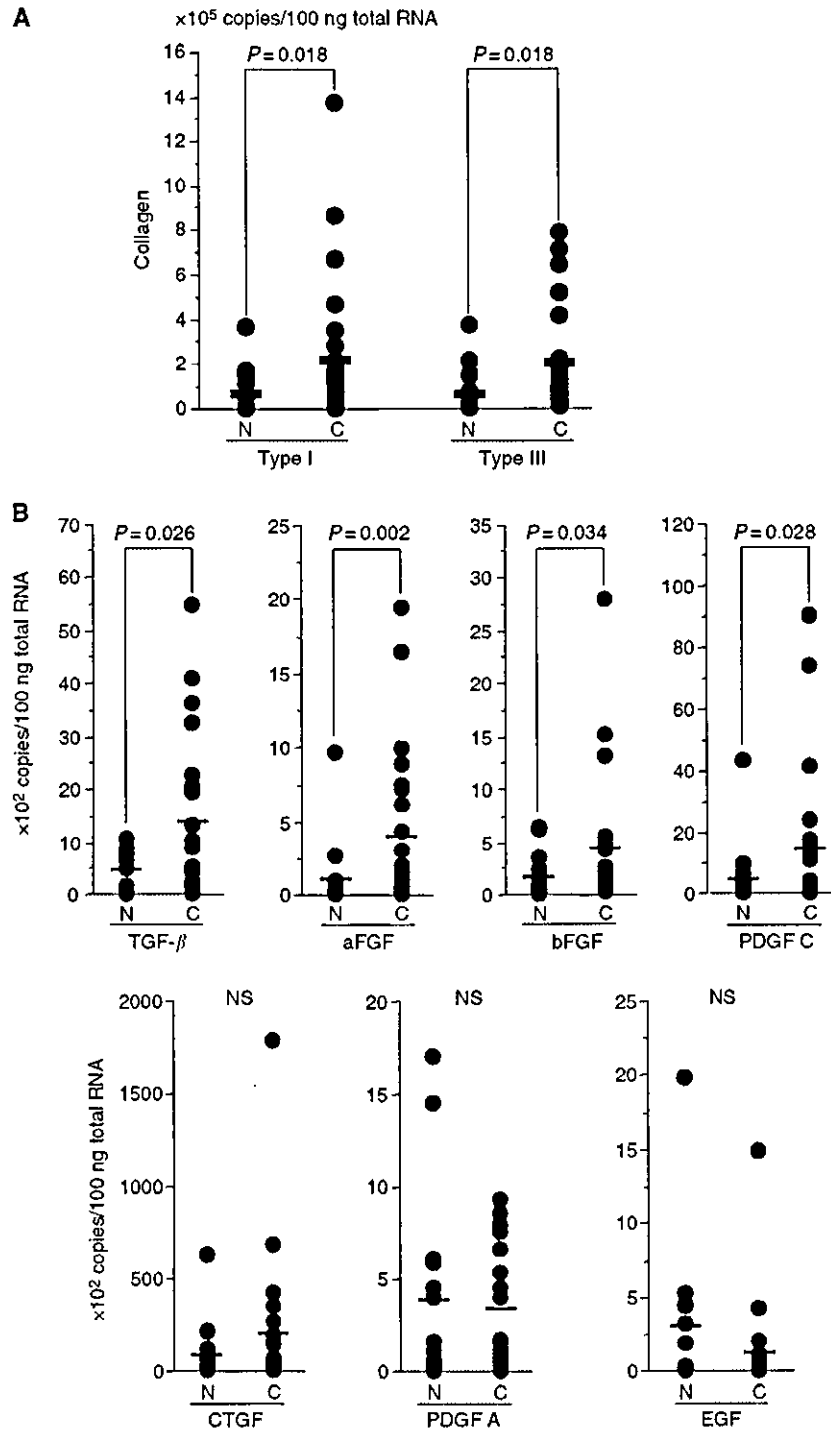 A
×10⁵ copies/100 ng total RNA
P = 0.018
P = 0.018
16
14
12
10
8
6
4
2
0
Collagen
N C N C
Type I Type III
B
×10² copies/100 ng total RNA
P = 0.026
70
60
50
40
30
20
10
0
N C
TGF-β
P = 0.002
25
20
15
10
5
0
N C
aFGF
P = 0.034
35
30
25
20
15
10
5
0
N C
bFGF
P = 0.028
120
100
80
60
40
20
0
N C
PDGF C
×10² copies/100 ng total RNA
NS
2000
1500
1000
500
0
N C
CTGF
NS
20
15
10
5
0
N C
PDGF A
NS
25
20
15
10
5
0
N C
EGF